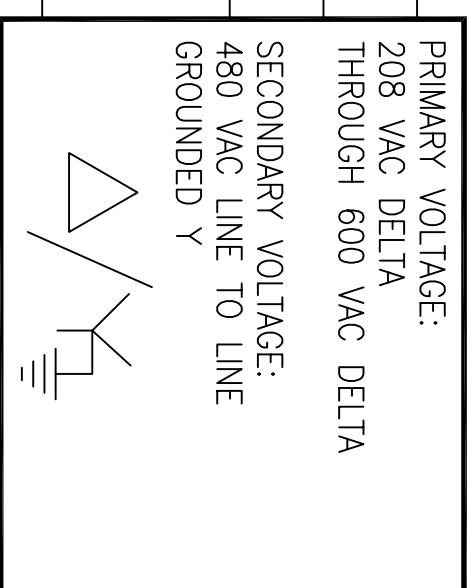 PRIMARY VOLTAGE:
208 VAC DELTA
THROUGH 600 VAC DELTA
SECONDARY VOLTAGE:
480 VAC LINE TO LINE
GROUNDED Y